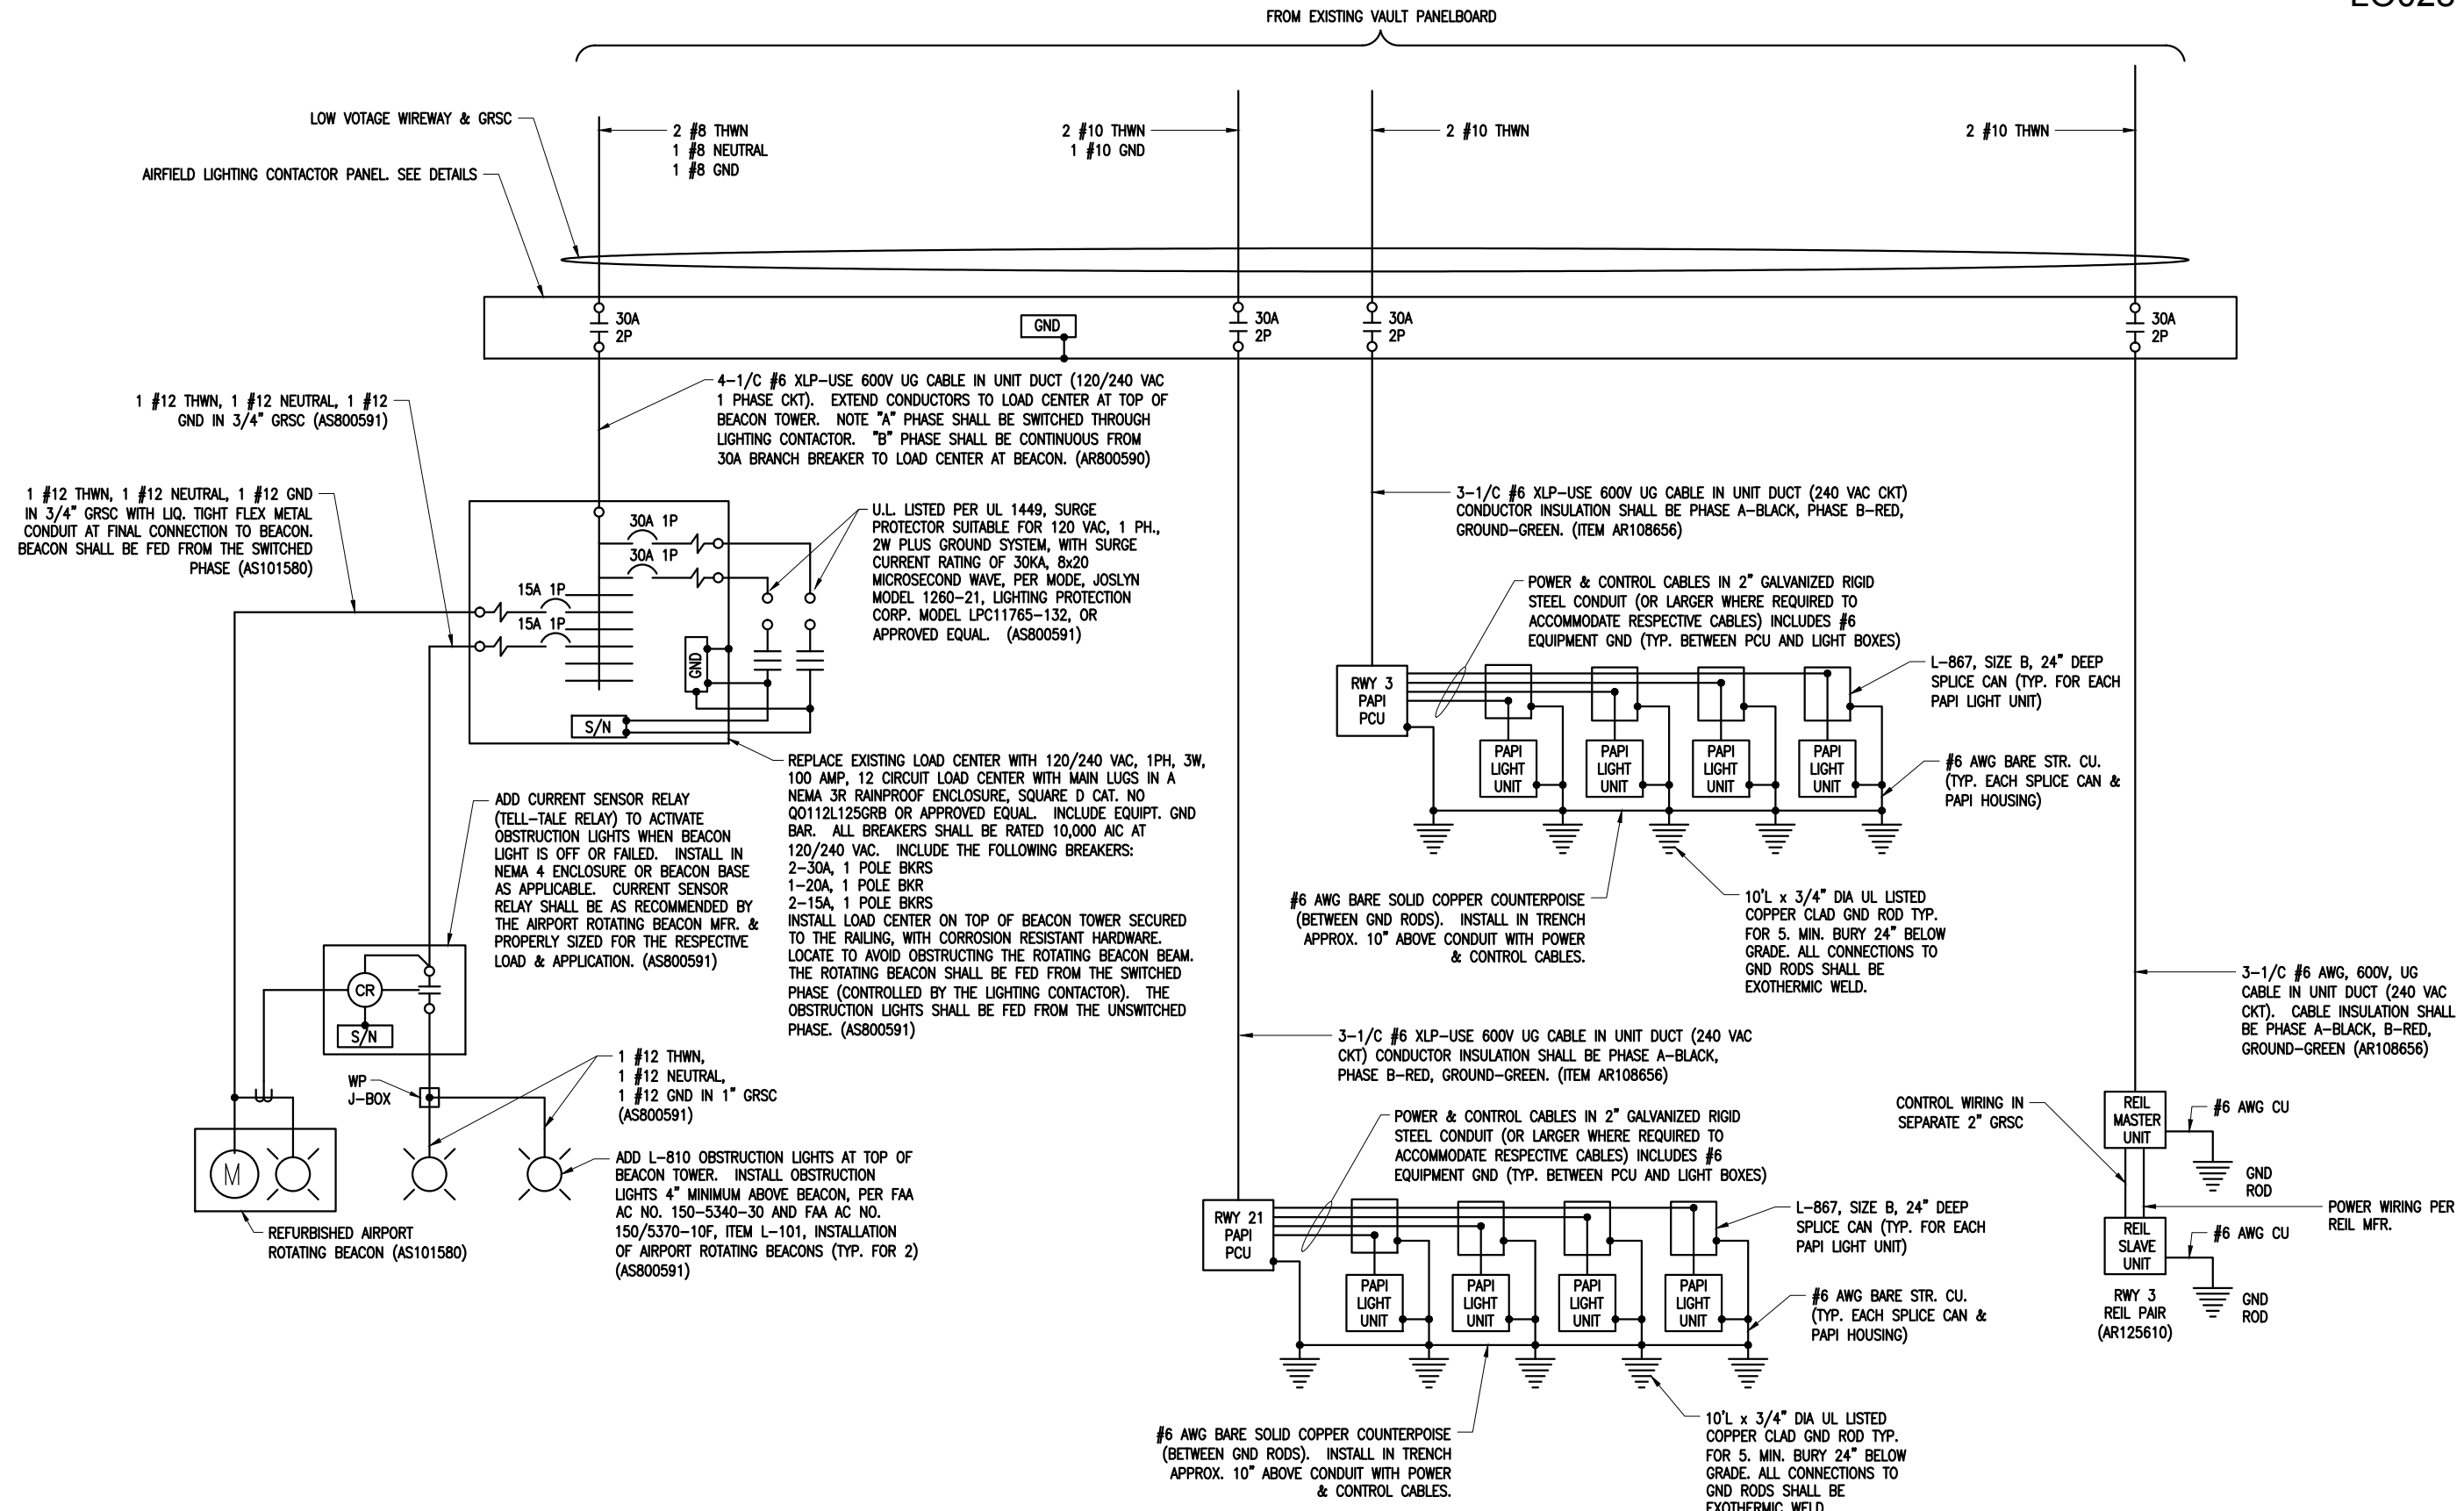 FROM EXISTING VAULT PANELBOARD
LOW VOTAGE WIREWAY & GRSC
AIRFIELD LIGHTING CONTACTOR PANEL. SEE DETAILS
2 #8 THWN
1 #8 NEUTRAL
1 #8 GND
2 #10 THWN
1 #10 GND
2 #10 THWN
2 #10 THWN
30A
2P
GND
30A
2P
30A
2P
30A
2P
4-1/C #6 XLP-USE 600V UG CABLE IN UNIT DUCT (120/240 VAC
1 PHASE CKT). EXTEND CONDUCTORS TO LOAD CENTER AT TOP OF
BEACON TOWER. NOTE "A" PHASE SHALL BE SWITCHED THROUGH
LIGHTING CONTACTOR. "B" PHASE SHALL BE CONTINUOUS FROM
30A BRANCH BREAKER TO LOAD CENTER AT BEACON. (AR800590)
1 #12 THWN, 1 #12 NEUTRAL, 1 #12
GND IN 3/4" GRSC (AS800591)
1 #12 THWN, 1 #12 NEUTRAL, 1 #12 GND
IN 3/4" GRSC WITH LIQ. TIGHT FLEX METAL
CONDUIT AT FINAL CONNECTION TO BEACON.
BEACON SHALL BE FED FROM THE SWITCHED
PHASE (AS101580)
30A 1P
30A 1P
15A 1P
15A 1P
GND
S/N
U.L. LISTED PER UL 1449, SURGE
PROTECTOR SUITABLE FOR 120 VAC, 1 PH.,
2W PLUS GROUND SYSTEM, WITH SURGE
CURRENT RATING OF 30KA, 8x20
MICROSECOND WAVE, PER MODE, JOSLYN
MODEL 1260-21, LIGHTING PROTECTION
CORP. MODEL LPC11765-132, OR
APPROVED EQUAL. (AS800591)
3-1/C #6 XLP-USE 600V UG CABLE IN UNIT DUCT (240 VAC CKT)
CONDUCTOR INSULATION SHALL BE PHASE A-BLACK, PHASE B-RED,
GROUND-GREEN. (ITEM AR108656)
POWER & CONTROL CABLES IN 2" GALVANIZED RIGID
STEEL CONDUIT (OR LARGER WHERE REQUIRED TO
ACCOMMODATE RESPECTIVE CABLES) INCLUDES #6
EQUIPMENT GND (TYP. BETWEEN PCU AND LIGHT BOXES)
RWY 3
PAPI
PCU
PAPI
LIGHT
UNIT
PAPI
LIGHT
UNIT
PAPI
LIGHT
UNIT
PAPI
LIGHT
UNIT
L-867, SIZE B, 24" DEEP
SPLICE CAN (TYP. FOR EACH
PAPI LIGHT UNIT)
#6 AWG BARE STR. CU.
(TYP. EACH SPLICE CAN &
PAPI HOUSING)
#6 AWG BARE SOLID COPPER COUNTERPOISE
(BETWEEN GND RODS). INSTALL IN TRENCH
APPROX. 10" ABOVE CONDUIT WITH POWER
& CONTROL CABLES.
10'L x 3/4" DIA UL LISTED
COPPER CLAD GND ROD TYP.
FOR 5. MIN. BURY 24" BELOW
GRADE. ALL CONNECTIONS TO
GND RODS SHALL BE
EXOTHERMIC WELD.
REPLACE EXISTING LOAD CENTER WITH 120/240 VAC, 1PH, 3W,
100 AMP, 12 CIRCUIT LOAD CENTER WITH MAIN LUGS IN A
NEMA 3R RAINPROOF ENCLOSURE, SQUARE D CAT. NO
QO112L125GRB OR APPROVED EQUAL. INCLUDE EQUIPT. GND
BAR. ALL BREAKERS SHALL BE RATED 10,000 AIC AT
120/240 VAC. INCLUDE THE FOLLOWING BREAKERS:
2-30A, 1 POLE BKRS
1-20A, 1 POLE BKR
2-15A, 1 POLE BKRS
INSTALL LOAD CENTER ON TOP OF BEACON TOWER SECURED
TO THE RAILING, WITH CORROSION RESISTANT HARDWARE.
LOCATE TO AVOID OBSTRUCTING THE ROTATING BEACON BEAM.
THE ROTATING BEACON SHALL BE FED FROM THE SWITCHED
PHASE (CONTROLLED BY THE LIGHTING CONTACTOR). THE
OBSTRUCTION LIGHTS SHALL BE FED FROM THE UNSWITCHED
PHASE. (AS800591)
ADD CURRENT SENSOR RELAY
(TELL-TALE RELAY) TO ACTIVATE
OBSTRUCTION LIGHTS WHEN BEACON
LIGHT IS OFF OR FAILED. INSTALL IN
NEMA 4 ENCLOSURE OR BEACON BASE
AS APPLICABLE. CURRENT SENSOR
RELAY SHALL BE AS RECOMMENDED BY
THE AIRPORT ROTATING BEACON MFR. &
PROPERLY SIZED FOR THE RESPECTIVE
LOAD & APPLICATION. (AS800591)
CR
S/N
WP
J-BOX
1 #12 THWN,
1 #12 NEUTRAL,
1 #12 GND IN 1" GRSC
(AS800591)
M
ADD L-810 OBSTRUCTION LIGHTS AT TOP OF
BEACON TOWER. INSTALL OBSTRUCTION
LIGHTS 4" MINIMUM ABOVE BEACON, PER FAA
AC NO. 150-5340-30 AND FAA AC NO.
150/5370-10F, ITEM L-101, INSTALLATION
OF AIRPORT ROTATING BEACONS (TYP. FOR 2)
(AS800591)
REFURBISHED AIRPORT
ROTATING BEACON (AS101580)
3-1/C #6 XLP-USE 600V UG CABLE IN UNIT DUCT (240 VAC
CKT) CONDUCTOR INSULATION SHALL BE PHASE A-BLACK,
PHASE B-RED, GROUND-GREEN. (ITEM AR108656)
POWER & CONTROL CABLES IN 2" GALVANIZED RIGID
STEEL CONDUIT (OR LARGER WHERE REQUIRED TO
ACCOMMODATE RESPECTIVE CABLES) INCLUDES #6
EQUIPMENT GND (TYP. BETWEEN PCU AND LIGHT BOXES)
RWY 21
PAPI
PCU
PAPI
LIGHT
UNIT
PAPI
LIGHT
UNIT
PAPI
LIGHT
UNIT
PAPI
LIGHT
UNIT
L-867, SIZE B, 24" DEEP
SPLICE CAN (TYP. FOR EACH
PAPI LIGHT UNIT)
#6 AWG BARE STR. CU.
(TYP. EACH SPLICE CAN &
PAPI HOUSING)
#6 AWG BARE SOLID COPPER COUNTERPOISE
(BETWEEN GND RODS). INSTALL IN TRENCH
APPROX. 10" ABOVE CONDUIT WITH POWER
& CONTROL CABLES.
10'L x 3/4" DIA UL LISTED
COPPER CLAD GND ROD TYP.
FOR 5. MIN. BURY 24" BELOW
GRADE. ALL CONNECTIONS TO
GND RODS SHALL BE
EXOTHERMIC WELD.
3-1/C #6 AWG, 600V, UG
CABLE IN UNIT DUCT (240 VAC
CKT). CABLE INSULATION SHALL
BE PHASE A-BLACK, B-RED,
GROUND-GREEN (AR108656)
CONTROL WIRING IN
SEPARATE 2" GRSC
REIL
MASTER
UNIT
#6 AWG CU
GND
ROD
POWER WIRING PER
REIL MFR.
REIL
SLAVE
UNIT
#6 AWG CU
GND
ROD
RWY 3
REIL PAIR
(AR125610)